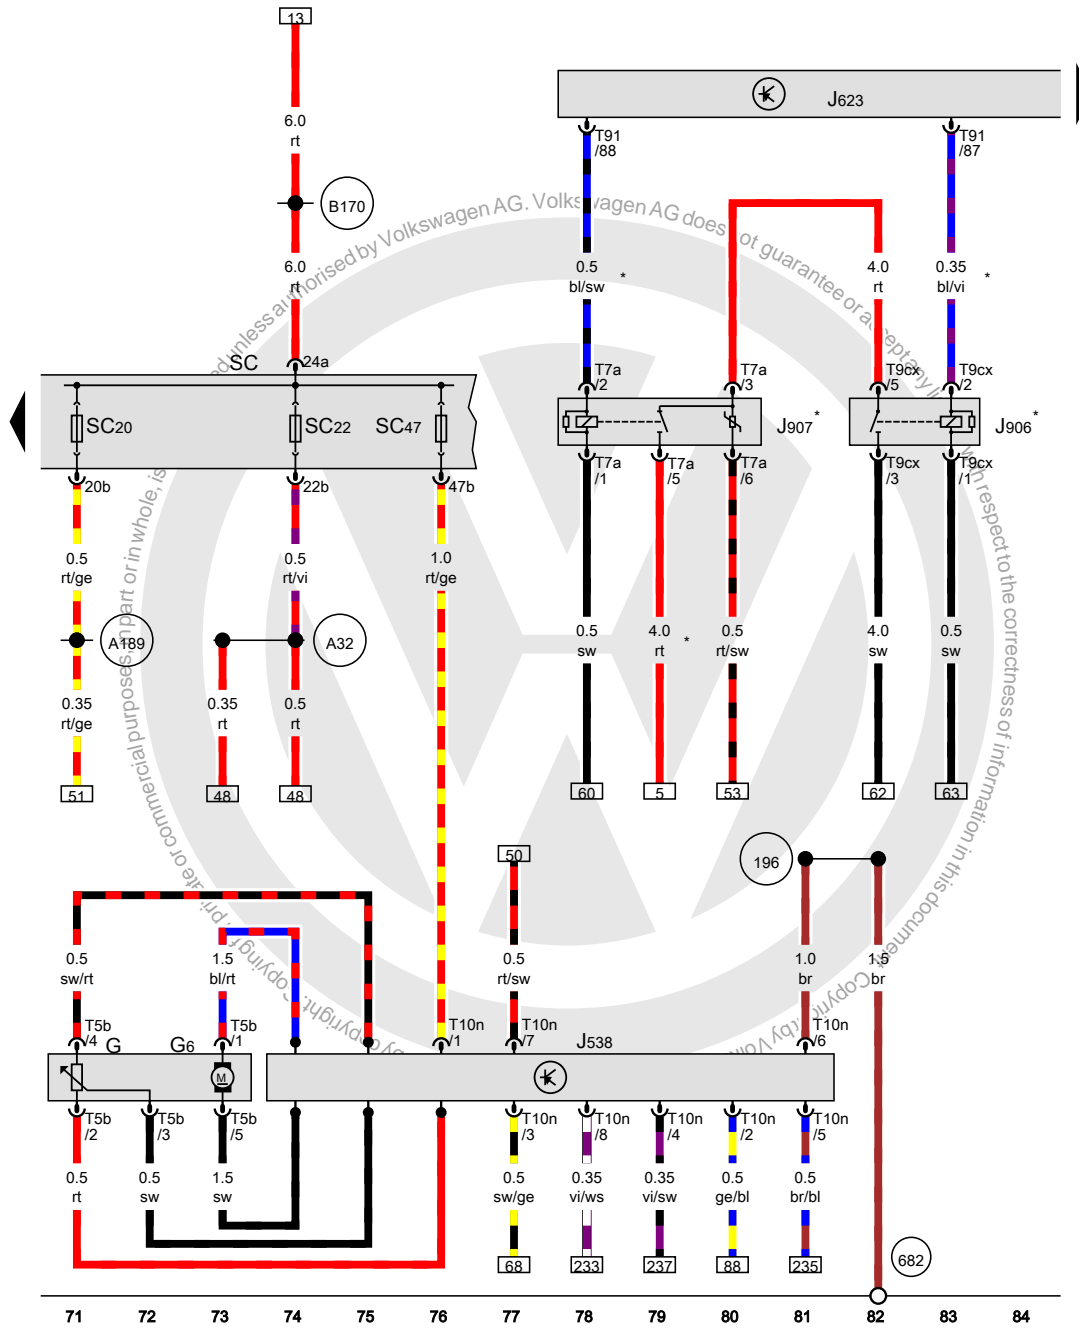 13
J623
6.0
rt
T91
/88
T91
/87
B170
6.0
rt
0.5
bl/sw
*
4.0
rt
0.35
bl/vi
*
SC
24a
T7a
/2
T7a
/3
T9cx
/5
T9cx
/2
SC20
SC22
SC47
J907
*
J906
*
20b
22b
47b
T7a
/1
T7a
/5
T7a
/6
T9cx
/3
T9cx
/1
0.5
rt/ge
0.5
rt/vi
1.0
rt/ge
A189
A32
0.5
sw
4.0
rt
*
0.5
rt/sw
4.0
sw
0.5
sw
0.35
rt/ge
0.35
rt
0.5
rt
51
48
48
60
5
53
62
63
50
196
0.5
sw/rt
1.5
bl/rt
0.5
rt/sw
1.0
br
1.5
br
T5b
/4
G
G6
T5b
/1
T10n
/1
T10n
/7
J538
T10n
/6
M
T5b
/2
T5b
/3
T5b
/5
T10n
/3
T10n
/8
T10n
/4
T10n
/2
T10n
/5
0.5
rt
0.5
sw
1.5
sw
0.5
sw/ge
0.35
vi/ws
0.35
vi/sw
0.5
ge/bl
0.5
br/bl
68
233
237
88
235
682
71 72 73 74 75 76 77 78 79 80 81 82 83 84